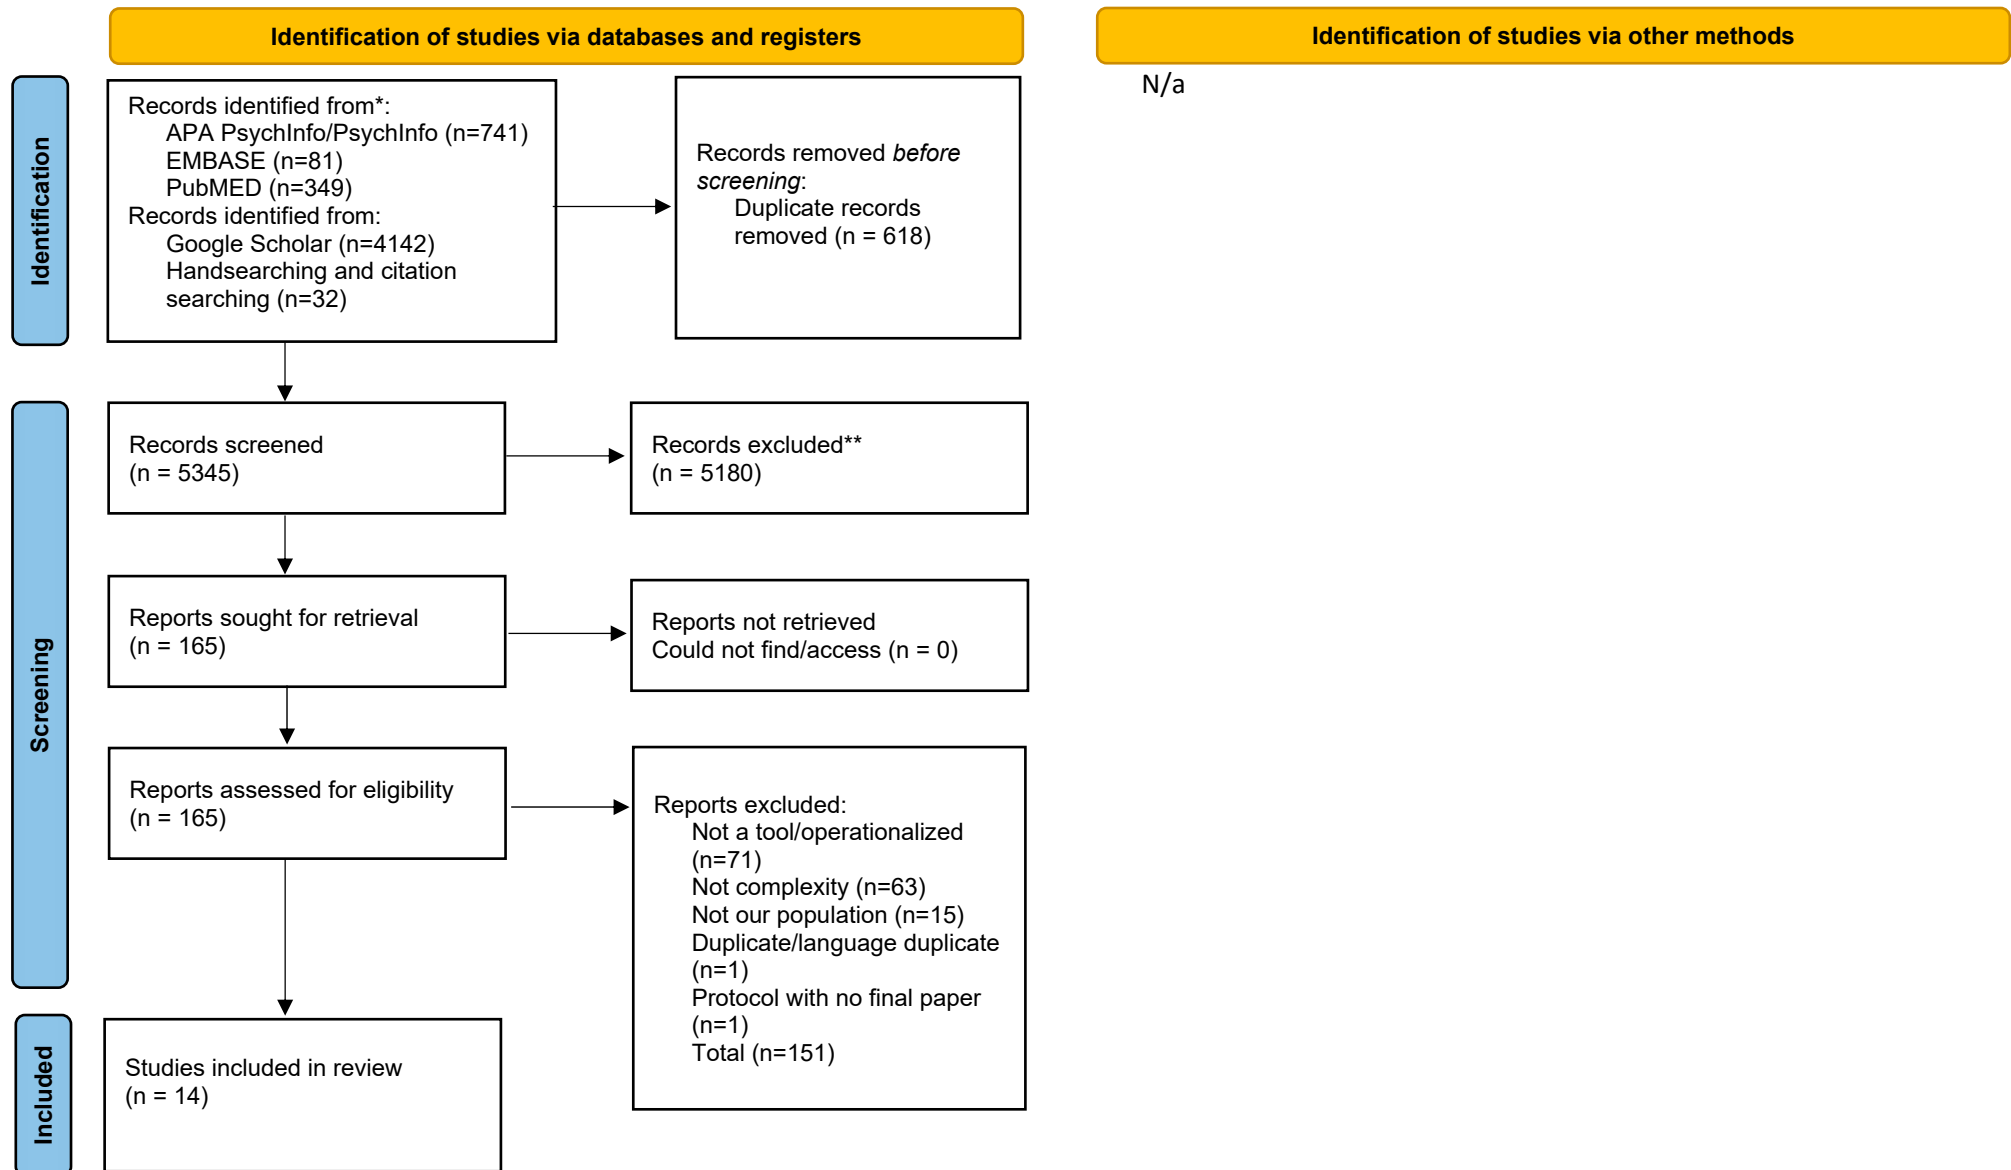 Identification of studies via databases and registers
Identification of studies via other methods
Identification
Records identified from*:
APA PsychInfo/PsychInfo (n=741)
EMBASE (n=81)
PubMED (n=349)
Records identified from:
Google Scholar (n=4142)
Handsearching and citation
searching (n=32)
Records removed before
screening:
Duplicate records
removed (n = 618)
N/a
Screening
Records screened
(n = 5345)
Records excluded**
(n = 5180)
Reports sought for retrieval
(n = 165)
Reports not retrieved
Could not find/access (n = 0)
Reports assessed for eligibility
(n = 165)
Reports excluded:
Not a tool/operationalized
(n=71)
Not complexity (n=63)
Not our population (n=15)
Duplicate/language duplicate
(n=1)
Protocol with no final paper
(n=1)
Total (n=151)
Included
Studies included in review
(n = 14)